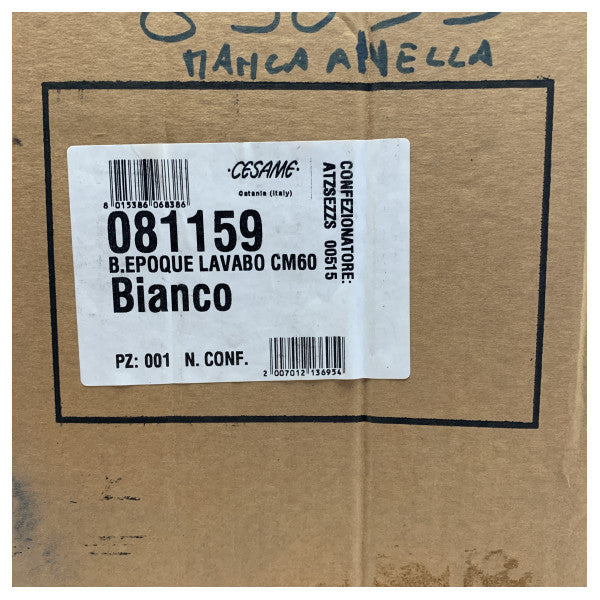 MANCA ANELLA
·CESAME·
Catania (Italy)
8 015386 068386
081159
B.EPOQUE LAVABO CM60
Bianco
PZ: 001 N. CONF.
2 007012 136954
CONFEZIONATORE:
ATZSEZZS 00515